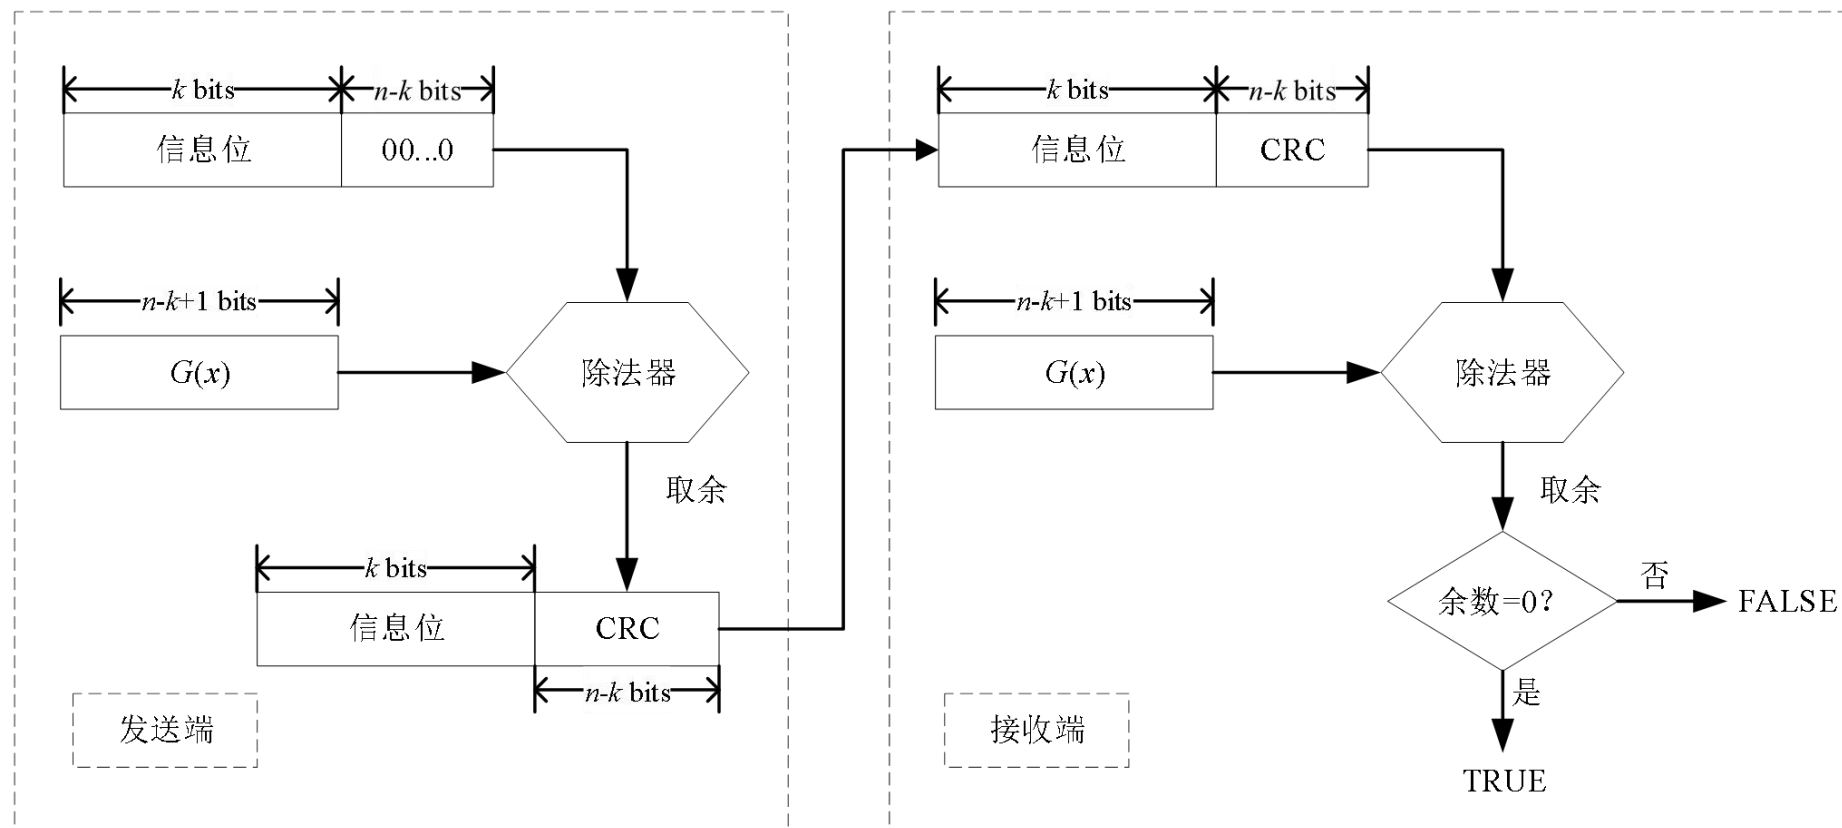 k bits
n-k bits
信息位
00...0
n-k+1 bits
G(x)
除法器
取余
k bits
信息位
CRC
n-k bits
发送端
k bits
n-k bits
信息位
CRC
n-k+1 bits
G(x)
除法器
取余
余数=0?
否
FALSE
是
TRUE
接收端